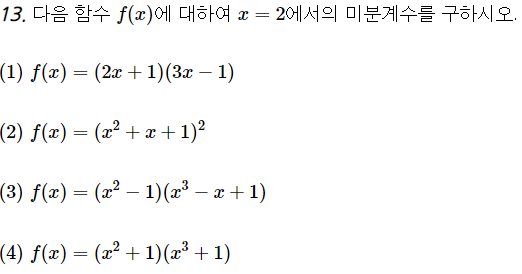 13. 다음 함수 f(x)에 대하여 x = 2에서의 미분계수를 구하시오.
(1) f(x) = (2x + 1)(3x − 1)
(2) f(x) = (x² + x + 1)²
(3) f(x) = (x² − 1)(x³ − x + 1)
(4) f(x) = (x² + 1)(x³ + 1)